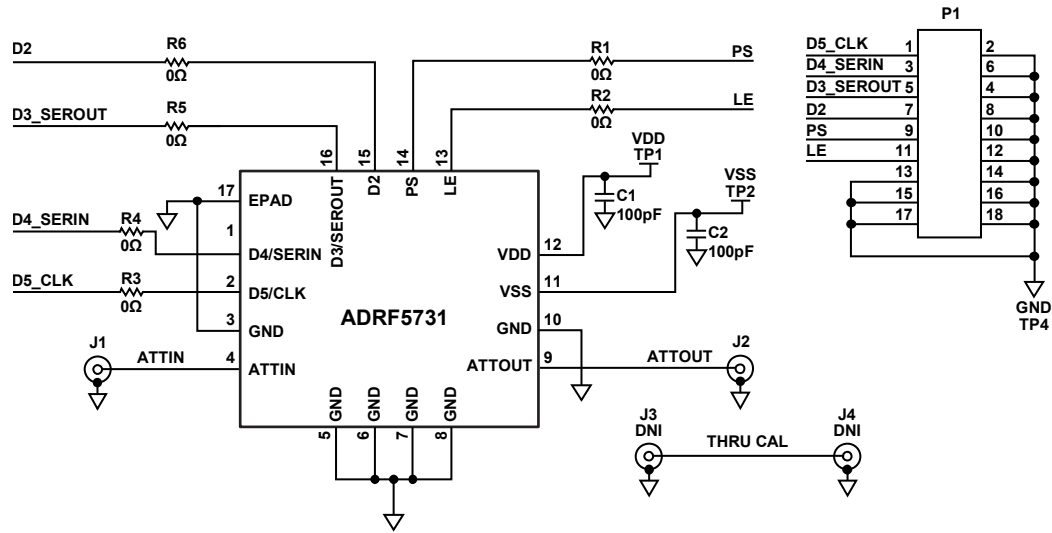 D2
R6
0Ω
D3_SEROUT
R5
0Ω
R1
0Ω
PS
R2
0Ω
LE
16
15
14
13
D3/SEROUT
D2
PS
LE
VDD
TP1
C1
100pF
VSS
TP2
C2
100pF
17
EPAD
D4_SERIN
R4
0Ω
1
D4/SERIN
D5_CLK
R3
0Ω
2
D5/CLK
3
GND
J1
ATTIN
4
ATTIN
ADRF5731
VDD
12
VSS
11
GND
10
ATTOUT
9
ATTOUT
J2
GND
GND
GND
GND
5
6
7
8
J3
DNI
THRU CAL
J4
DNI
P1
D5_CLK 1 2
D4_SERIN 3 6
D3_SEROUT 5 4
D2 7 8
PS 9 10
LE 11 12
13 14
15 16
17 18
GND
TP4